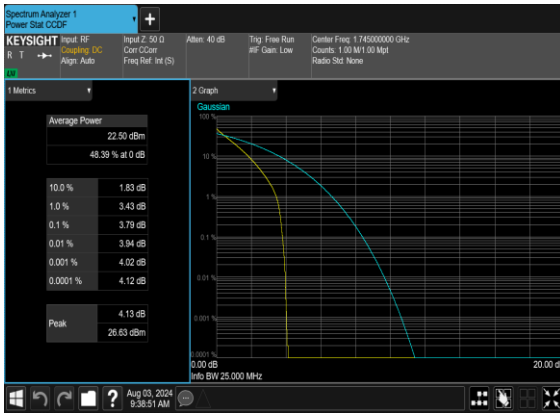 Spectrum Analyzer 1
Power Stat CCDF
+
KEYSIGHT
R T
LXI
Input: RF
Coupling: DC
Align: Auto
Input Z: 50 Ω
Corr CCorr
Freq Ref: Int (S)
Atten: 40 dB
Trig: Free Run
#IF Gain: Low
Center Freq: 1.745000000 GHz
Counts: 1.00 M/1.00 Mpt
Radio Std: None
1 Metrics
Average Power
22.50 dBm
48.39 % at 0 dB
10.0 % 1.83 dB
1.0 % 3.43 dB
0.1 % 3.79 dB
0.01 % 3.94 dB
0.001 % 4.02 dB
0.0001 % 4.12 dB
Peak
4.13 dB
26.63 dBm
2 Graph
Gaussian
100 %
10 %
1 %
0.1 %
0.01 %
0.001 %
0.0001 %
0.00 dB
20.00 dB
Info BW 25.000 MHz
?
Aug 03, 2024
9:38:51 AM